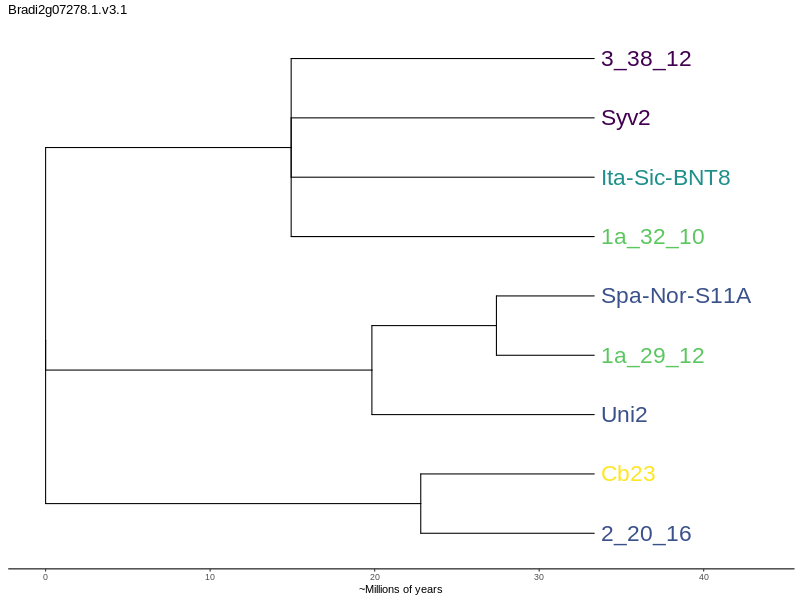 Bradi2g07278.1.v3.1
3_38_12
Syv2
Ita-Sic-BNT8
1a_32_10
Spa-Nor-S11A
1a_29_12
Uni2
Cb23
2_20_16
0 10 20 30 40
~Millions of years